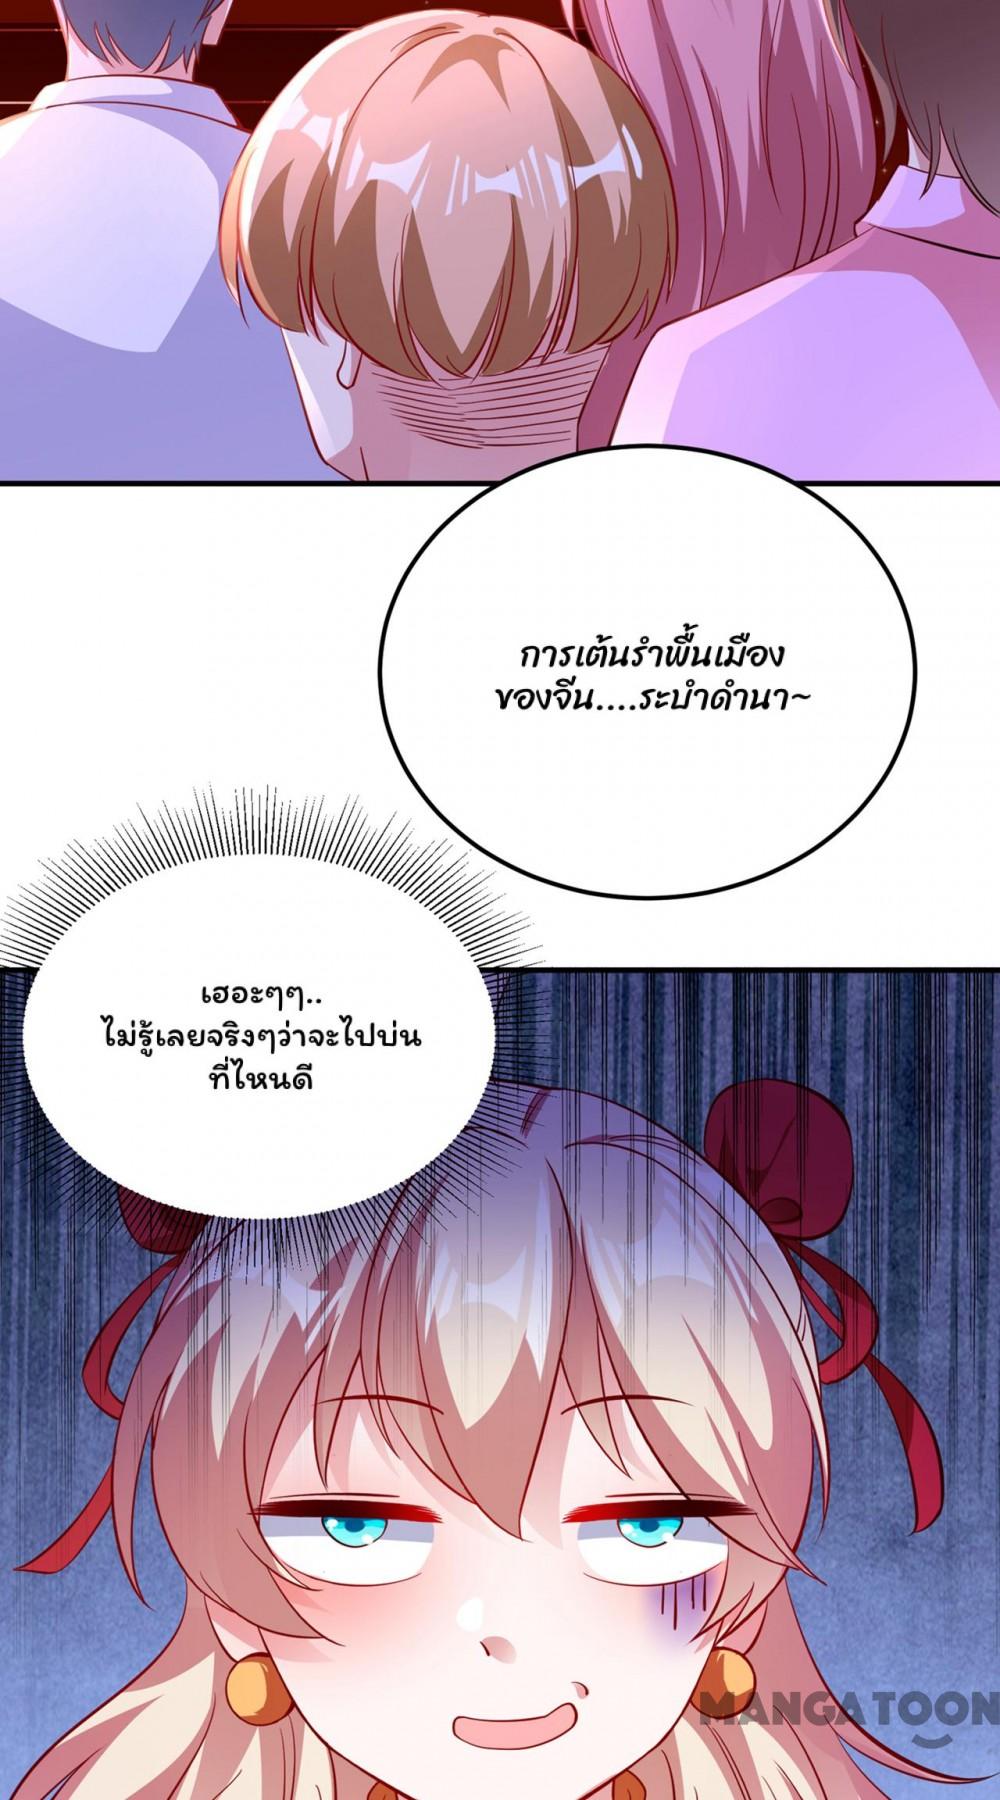 การเต้นรำพื้นเมือง
ของจีน....ระบำดำนา~
เฮอะๆๆ..
ไม่รู้เลยจริงๆว่าจะไปบ่น
ที่ไหนดี
MANGATOON